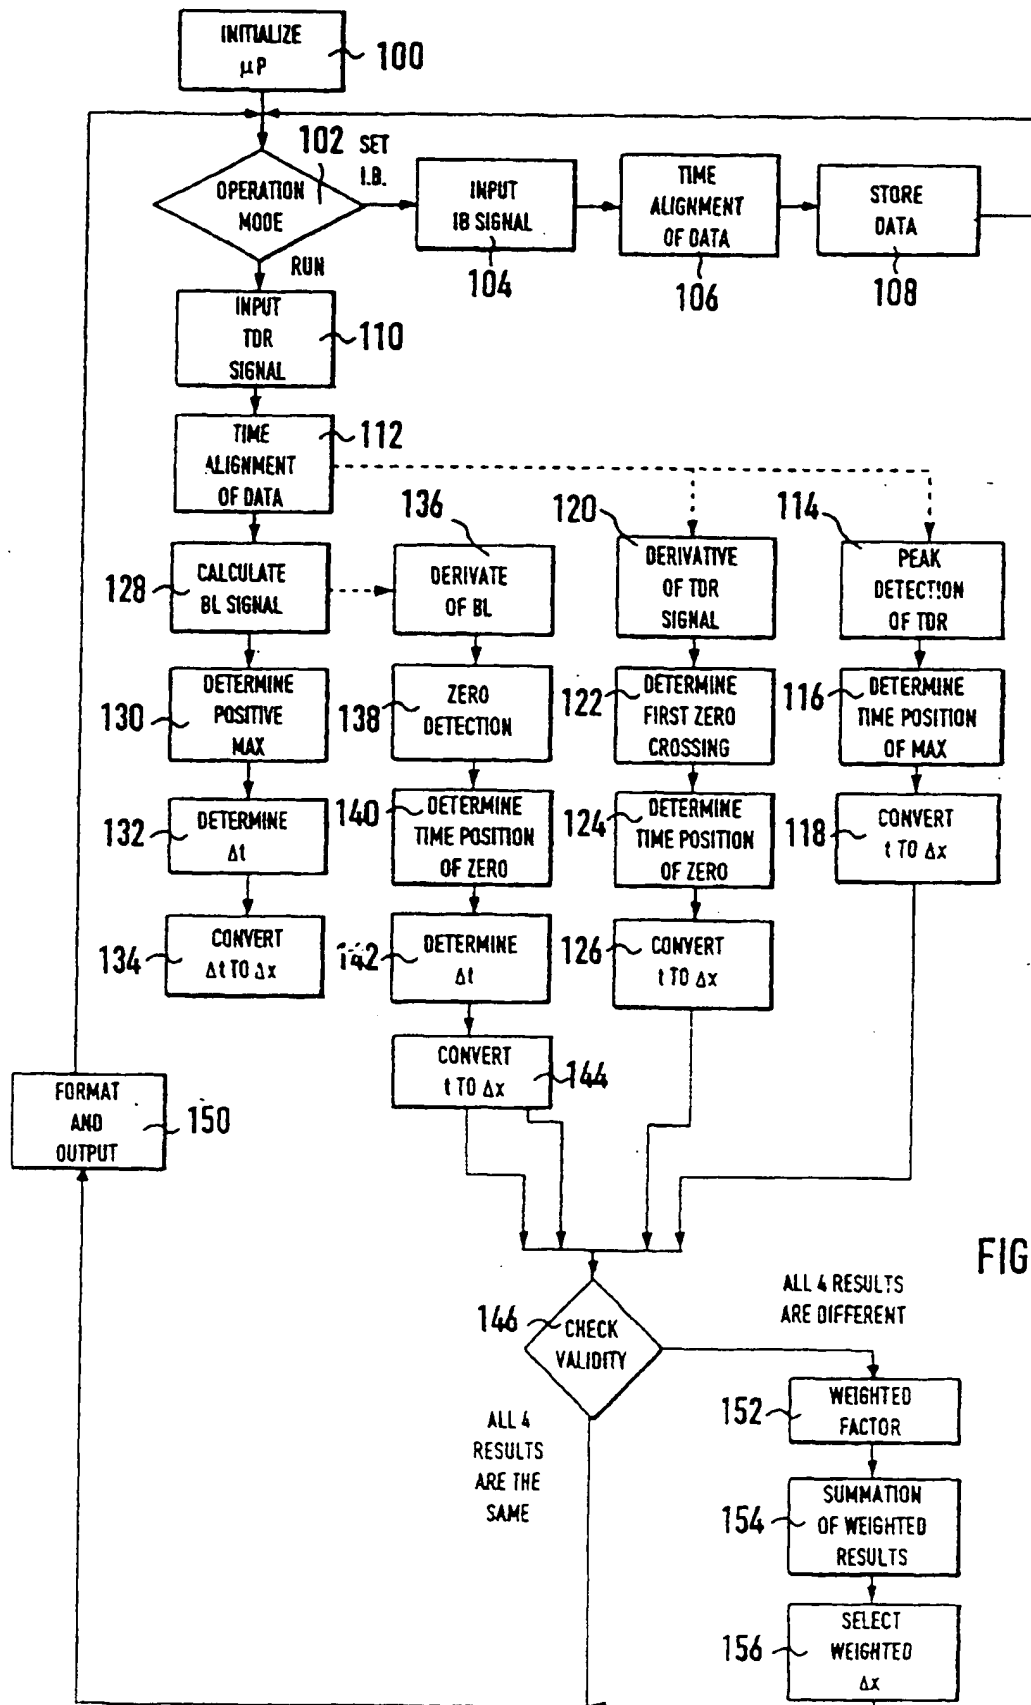 INITIALIZE
μP
100
102
SET
I.B.
OPERATION
MODE
INPUT
IB SIGNAL
104
TIME
ALIGNMENT
OF DATA
106
STORE
DATA
108
RUN
INPUT
TDR
SIGNAL
110
TIME
ALIGNMENT
OF DATA
112
128
CALCULATE
BL SIGNAL
136
DERIVATE
OF BL
120
DERIVATIVE
OF TDR
SIGNAL
114
PEAK
DETECTION
OF TDR
130
DETERMINE
POSITIVE
MAX
138
ZERO
DETECTION
122
DETERMINE
FIRST ZERO
CROSSING
116
DETERMINE
TIME POSITION
OF MAX
132
DETERMINE
Δt
140
DETERMINE
TIME POSITION
OF ZERO
124
DETERMINE
TIME POSITION
OF ZERO
118
CONVERT
t TO Δx
134
CONVERT
Δt TO Δx
142
DETERMINE
Δt
126
CONVERT
t TO Δx
CONVERT
t TO Δx
144
FORMAT
AND
OUTPUT
150
FIG
146
CHECK
VALIDITY
ALL 4 RESULTS
ARE DIFFERENT
ALL 4
RESULTS
ARE THE
SAME
152
WEIGHTED
FACTOR
154
SUMMATION
OF WEIGHTED
RESULTS
156
SELECT
WEIGHTED
Δx